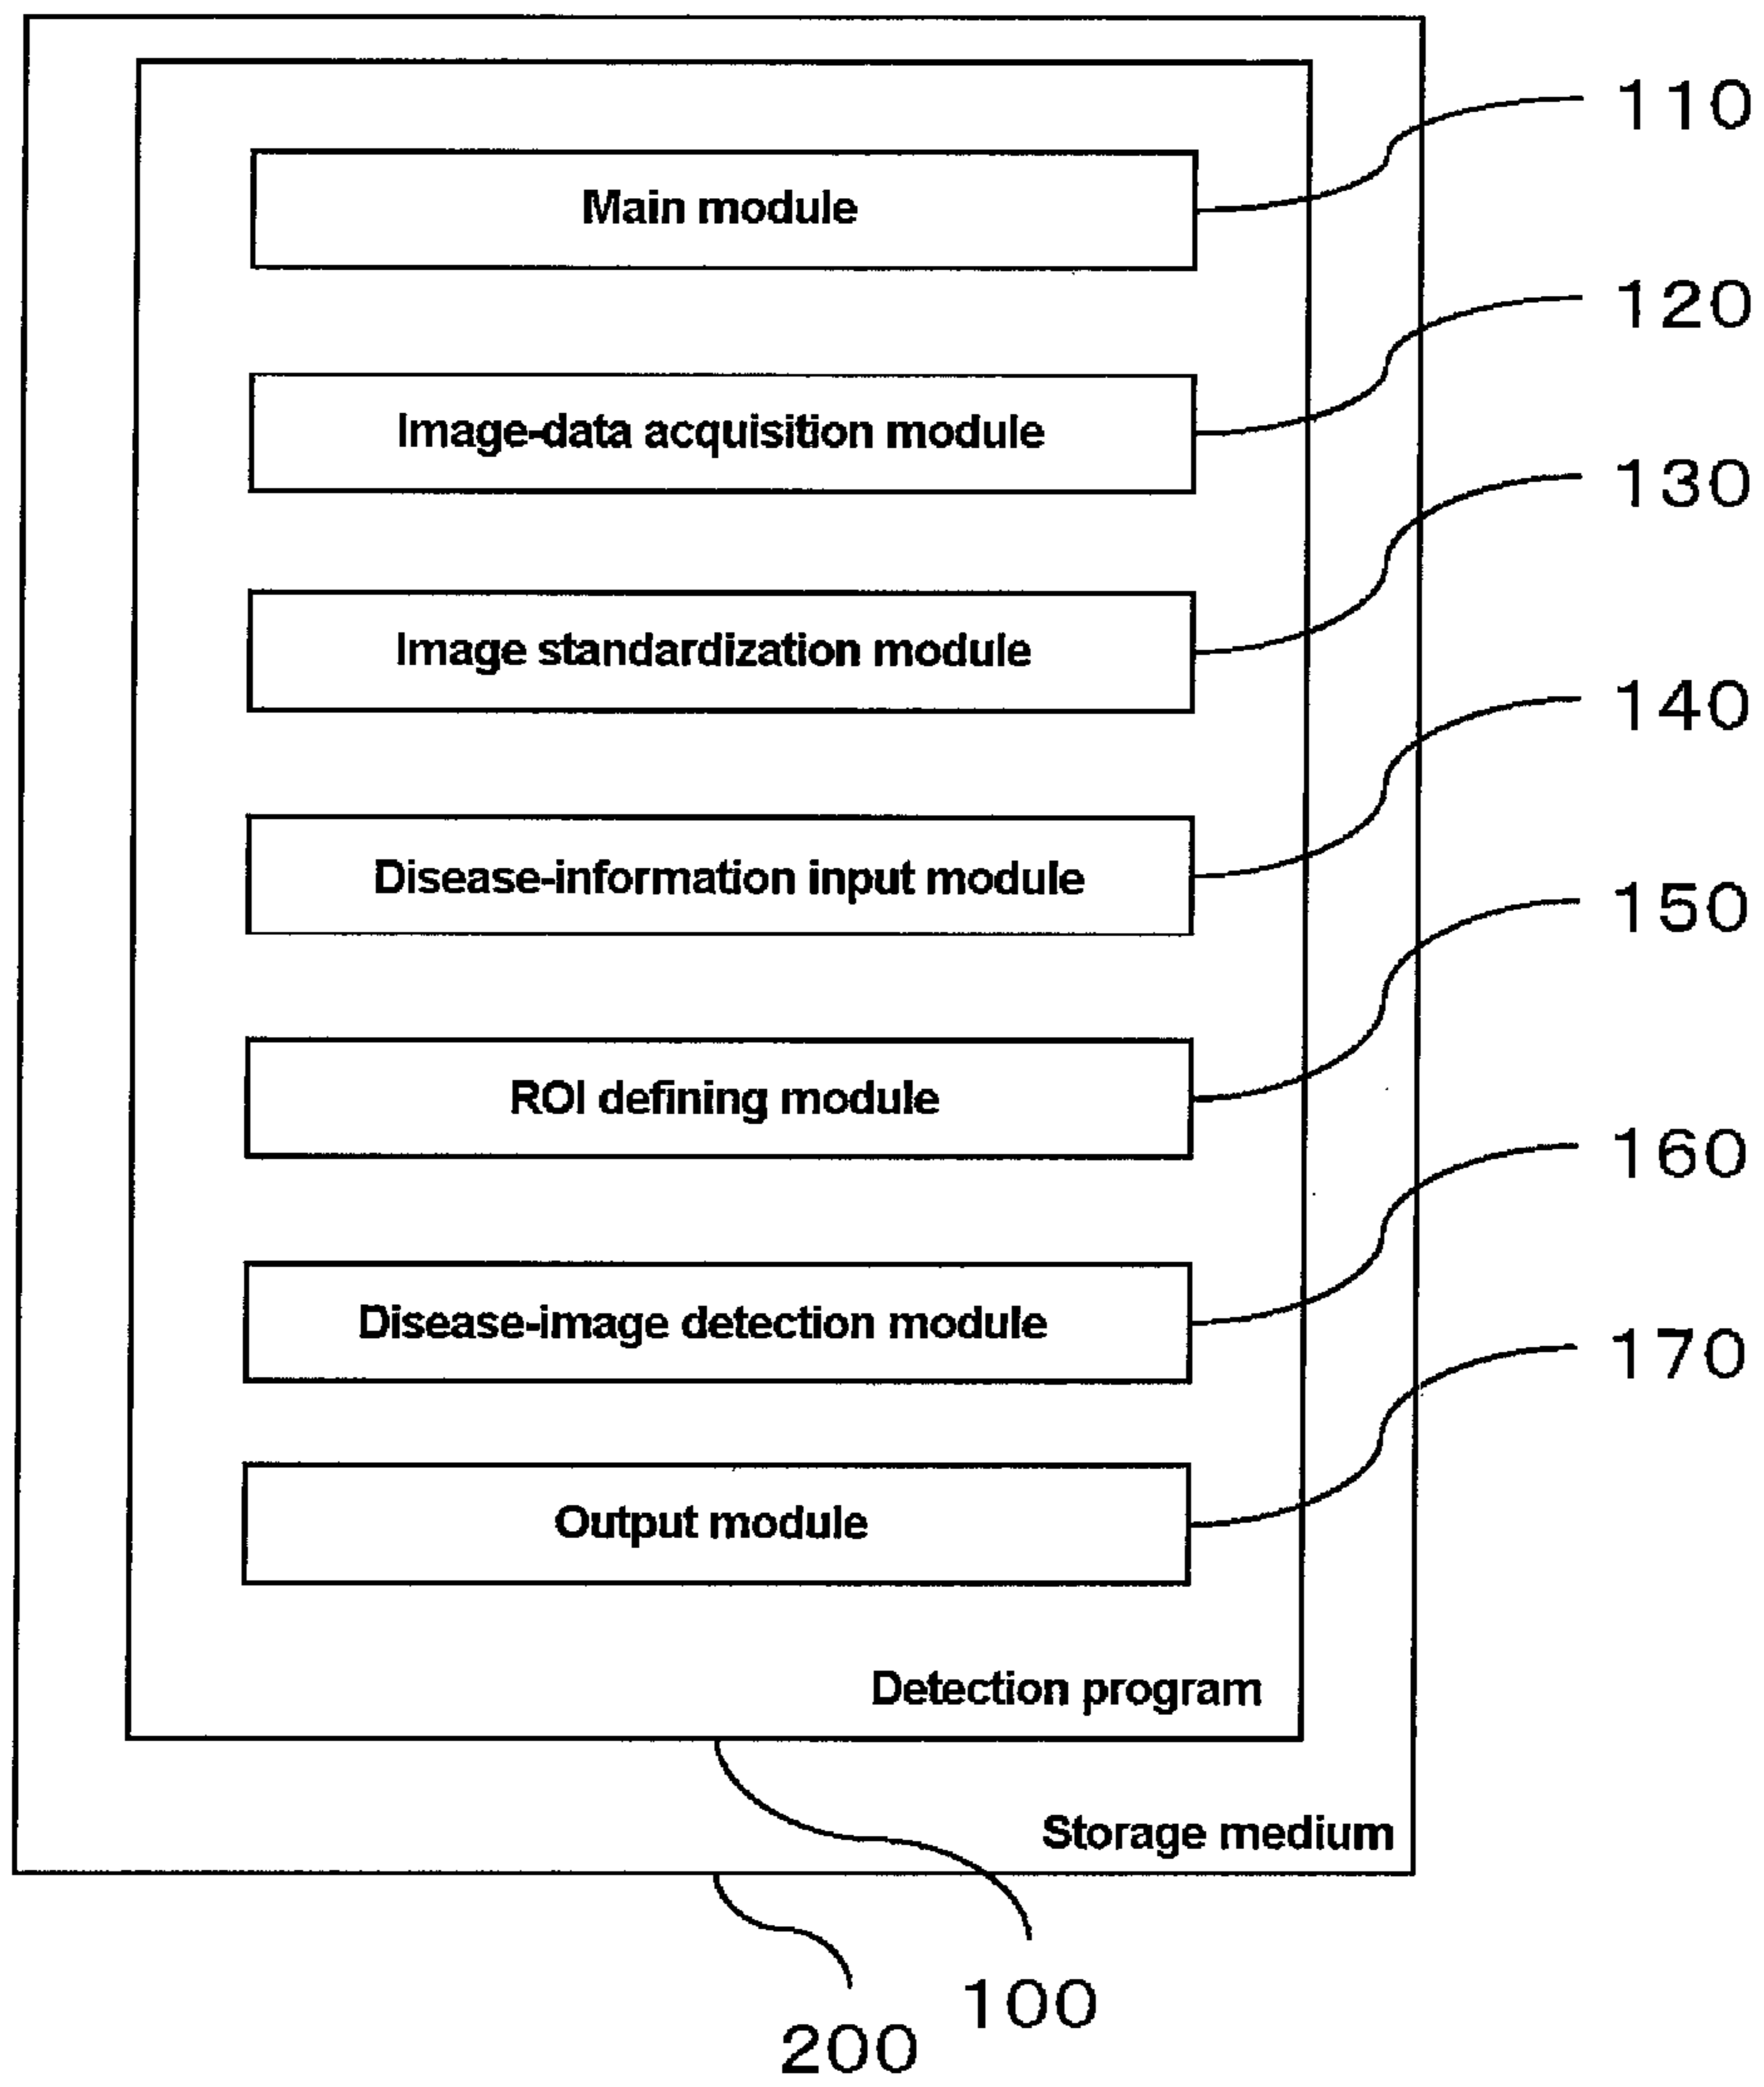 110
Main module
120
Image-data acquisition module
130
Image standardization module
140
Disease-information input module
150
ROI defining module
160
Disease-image detection module
170
Output module
Detection program
Storage medium
100
200